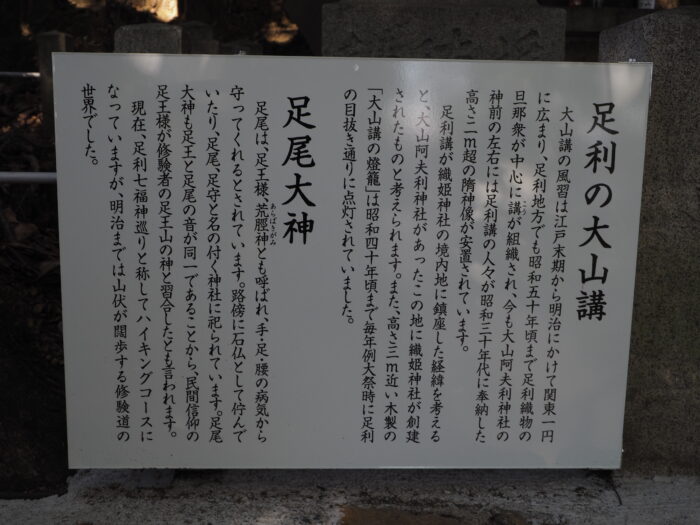 足利の大山講
大山講の風習は江戸末期から明治にかけて関東一円
に広まり、足利地方でも昭和五十年頃まで足利織物の
旦那衆が中心に講が組織され、今も大山阿夫利神社の
こう
神前の左右には足利講の人々が昭和三十年代に奉納した
高さ二m超の隋神像が安置されています。
足利講が織姫神社の境内地に鎮座した経緯を考える
と、大山阿夫利神社があったこの地に織姫神社が創建
されたものと考えられます。また、高さ三m近い木製の
「大山講の燈籠」は昭和四十年頃まで毎年例大祭時に足利
の目抜き通りに点灯されていました。
足尾大神
足尾は、足王様、荒脛神とも呼ばれ、手・足・腰の病気から
あらばきがみ
守ってくれるとされています。路傍に石仏として佇んで
いたり、足尾、足守と名の付く神社に祀られています。足尾
大神も足王と足尾の音が同一であることから、民間信仰の
足王様が修験者の足王山の神と習合したとも言われます。
現在、足利七福神巡りと称してハイキングコースに
なっていますが、明治までは山伏が闊歩する修験道の
世界でした。